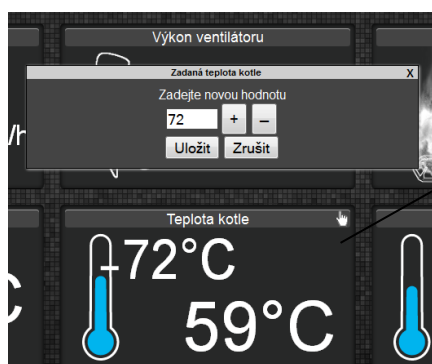 Výkon ventilátoru
Zadaná teplota kotle X
Zadejte novou hodnotu
72 + –
Uložit Zrušit
/h
Teplota kotle
72°C
59°C
C